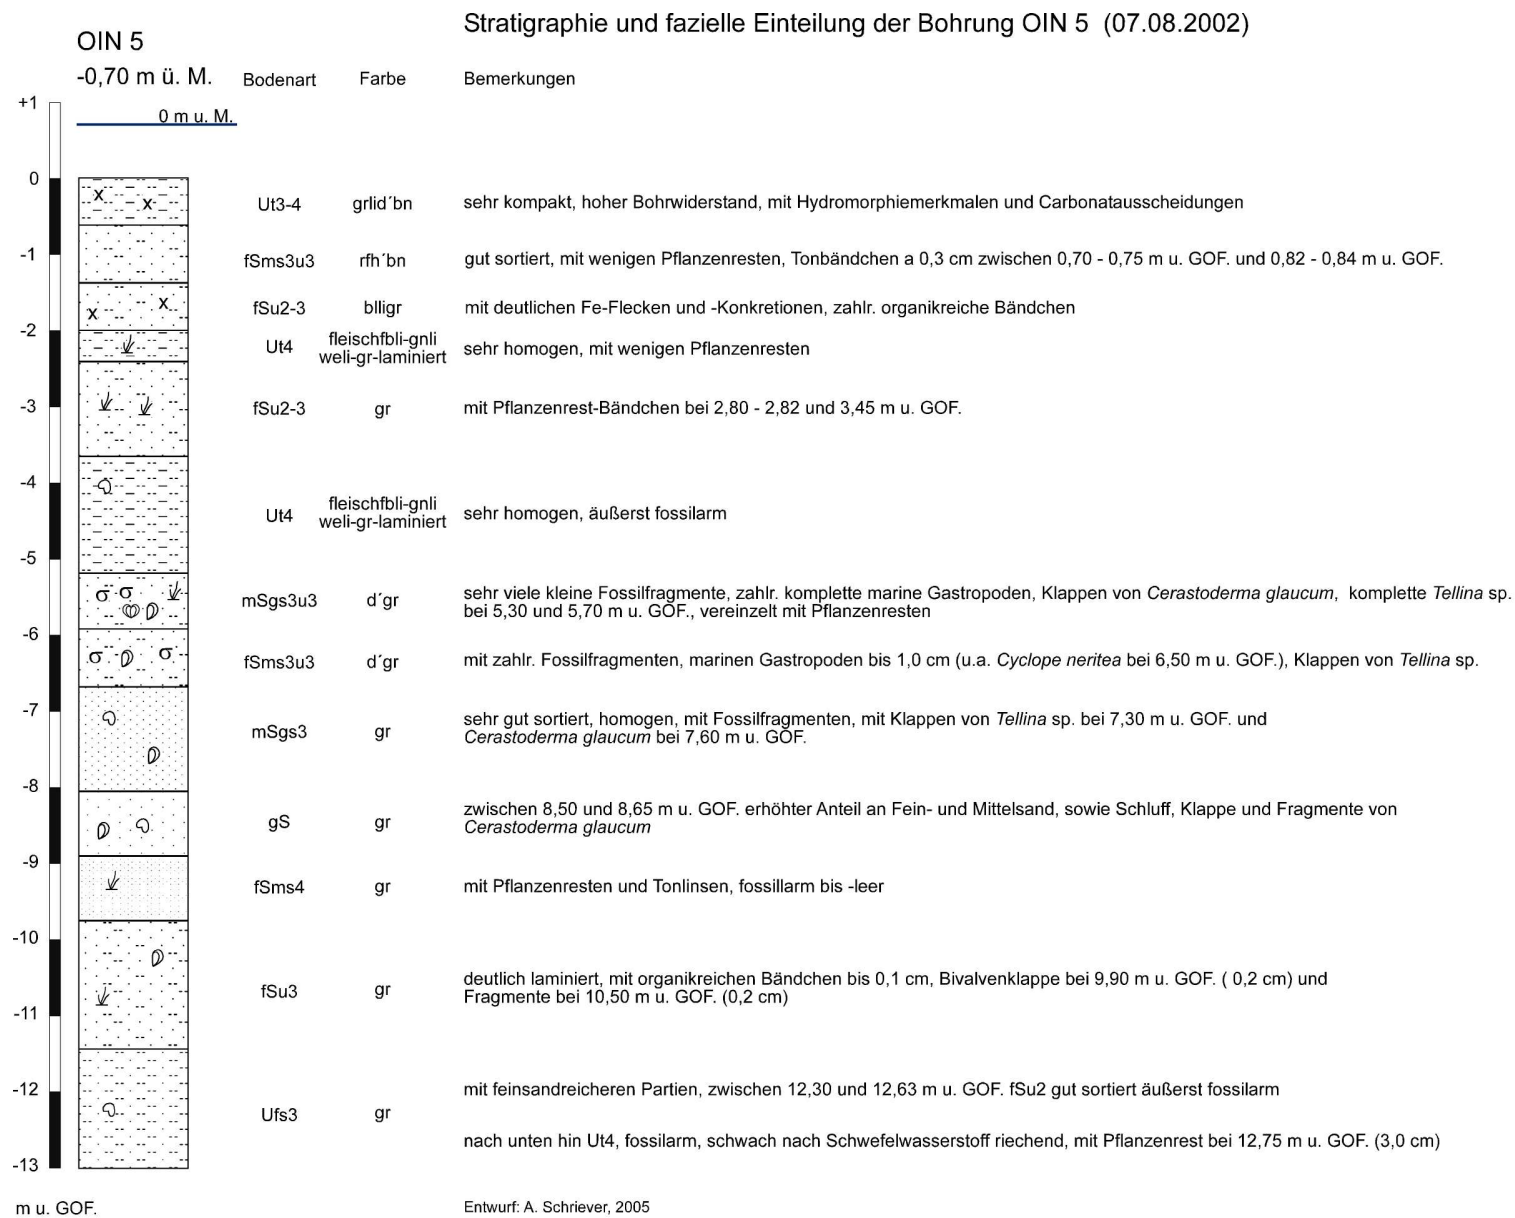 Stratigraphie und fazielle Einteilung der Bohrung OIN 5 (07.08.2002)
OIN 5
-0,70 m ü. M.
Bodenart
Farbe
Bemerkungen
+1
0 m u. M.
0
Ut3-4
grlid´bn
sehr kompakt, hoher Bohrwiderstand, mit Hydromorphiemerkmalen und Carbonatausscheidungen
-1
fSms3u3
rfh´bn
gut sortiert, mit wenigen Pflanzenresten, Tonbändchen a 0,3 cm zwischen 0,70 - 0,75 m u. GOF. und 0,82 - 0,84 m u. GOF.
fSu2-3
blligr
mit deutlichen Fe-Flecken und -Konkretionen, zahlr. organikreiche Bändchen
-2
Ut4
fleischfbli-gnli
weli-gr-laminiert
sehr homogen, mit wenigen Pflanzenresten
-3
fSu2-3
gr
mit Pflanzenrest-Bändchen bei 2,80 - 2,82 und 3,45 m u. GOF.
-4
Ut4
fleischfbli-gnli
weli-gr-laminiert
sehr homogen, äußerst fossilarm
-5
mSgs3u3
d´gr
sehr viele kleine Fossilfragmente, zahlr. komplette marine Gastropoden, Klappen von Cerastoderma glaucum, komplette Tellina sp.
bei 5,30 und 5,70 m u. GOF., vereinzelt mit Pflanzenresten
-6
fSms3u3
d´gr
mit zahlr. Fossilfragmenten, marinen Gastropoden bis 1,0 cm (u.a. Cyclope neritea bei 6,50 m u. GOF.), Klappen von Tellina sp.
-7
mSgs3
gr
sehr gut sortiert, homogen, mit Fossilfragmenten, mit Klappen von Tellina sp. bei 7,30 m u. GOF. und
Cerastoderma glaucum bei 7,60 m u. GOF.
-8
gS
gr
zwischen 8,50 und 8,65 m u. GOF. erhöhter Anteil an Fein- und Mittelsand, sowie Schluff, Klappe und Fragmente von
Cerastoderma glaucum
-9
fSms4
gr
mit Pflanzenresten und Tonlinsen, fossillarm bis -leer
-10
fSu3
gr
deutlich laminiert, mit organikreichen Bändchen bis 0,1 cm, Bivalvenklappe bei 9,90 m u. GOF. ( 0,2 cm) und
Fragmente bei 10,50 m u. GOF. (0,2 cm)
-11
-12
Ufs3
gr
mit feinsandreicheren Partien, zwischen 12,30 und 12,63 m u. GOF. fSu2 gut sortiert äußerst fossilarm
nach unten hin Ut4, fossilarm, schwach nach Schwefelwasserstoff riechend, mit Pflanzenrest bei 12,75 m u. GOF. (3,0 cm)
-13
m u. GOF.
Entwurf: A. Schriever, 2005